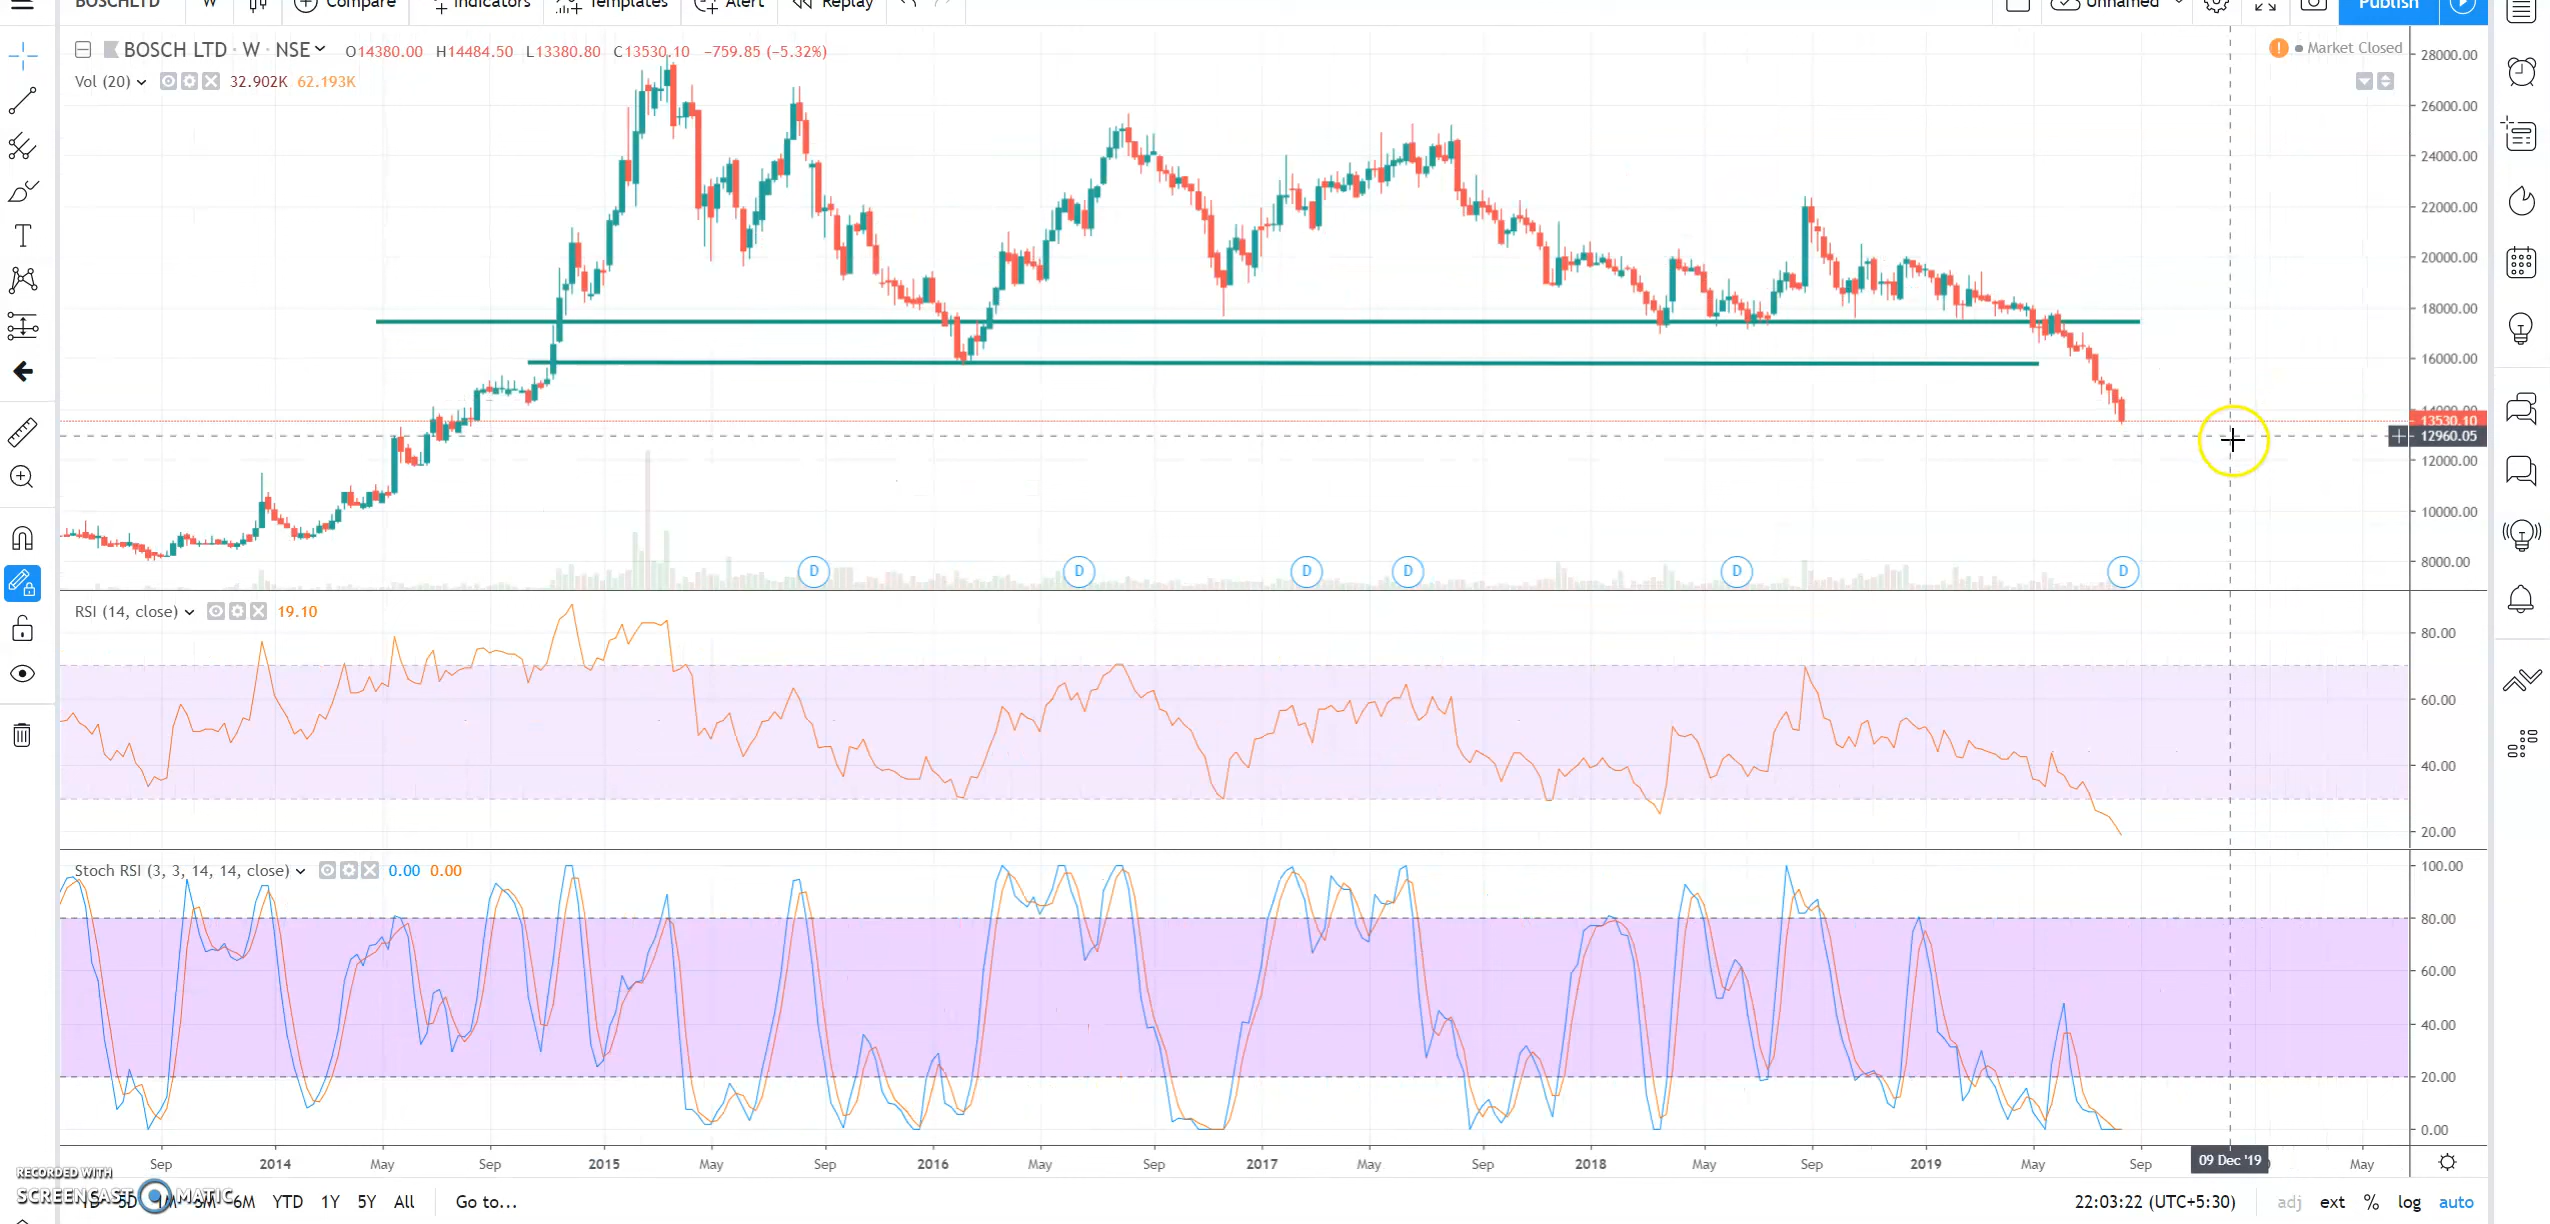 BOSCHLTD W Compare Indicators Templates Alert Replay Unnamed Publish
BOSCH LTD · W · NSE O14380.00 H14484.50 L13380.80 C13530.10 −759.85 (−5.32%)
Market Closed
Vol (20) 32.902K 62.193K
28000.00
26000.00
24000.00
22000.00
20000.00
18000.00
16000.00
14000.00
13530.10
12960.05
12000.00
10000.00
8000.00
D D D D D D
RSI (14, close) 19.10
80.00
60.00
40.00
20.00
Stoch RSI (3, 3, 14, 14, close) 0.00 0.00
100.00
80.00
60.00
40.00
20.00
0.00
Sep 2014 May Sep 2015 May Sep 2016 May Sep 2017 May Sep 2018 May Sep 2019 May Sep 09 Dec '19 May
RECORDED WITH
SCREENCAST MATIC
1D 5D 1M 3M 6M YTD 1Y 5Y All Go to... 22:03:22 (UTC+5:30) adj ext % log auto